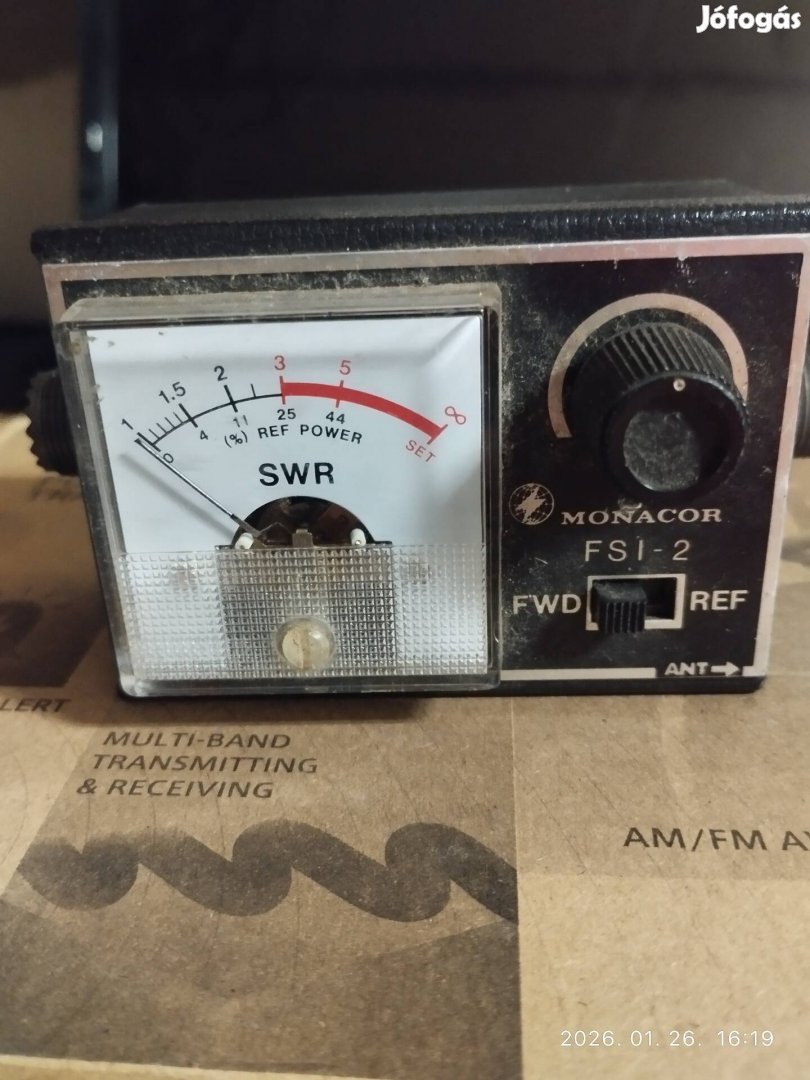 Jófogás
1 1.5 2 3 5 ∞
0 4 11 25 44 SET
(%) REF POWER
SWR
MONACOR
FSI-2
FWD REF
ANT→
MULTI-BAND
TRANSMITTING
& RECEIVING
AM/FM
2026. 01. 26. 16:19